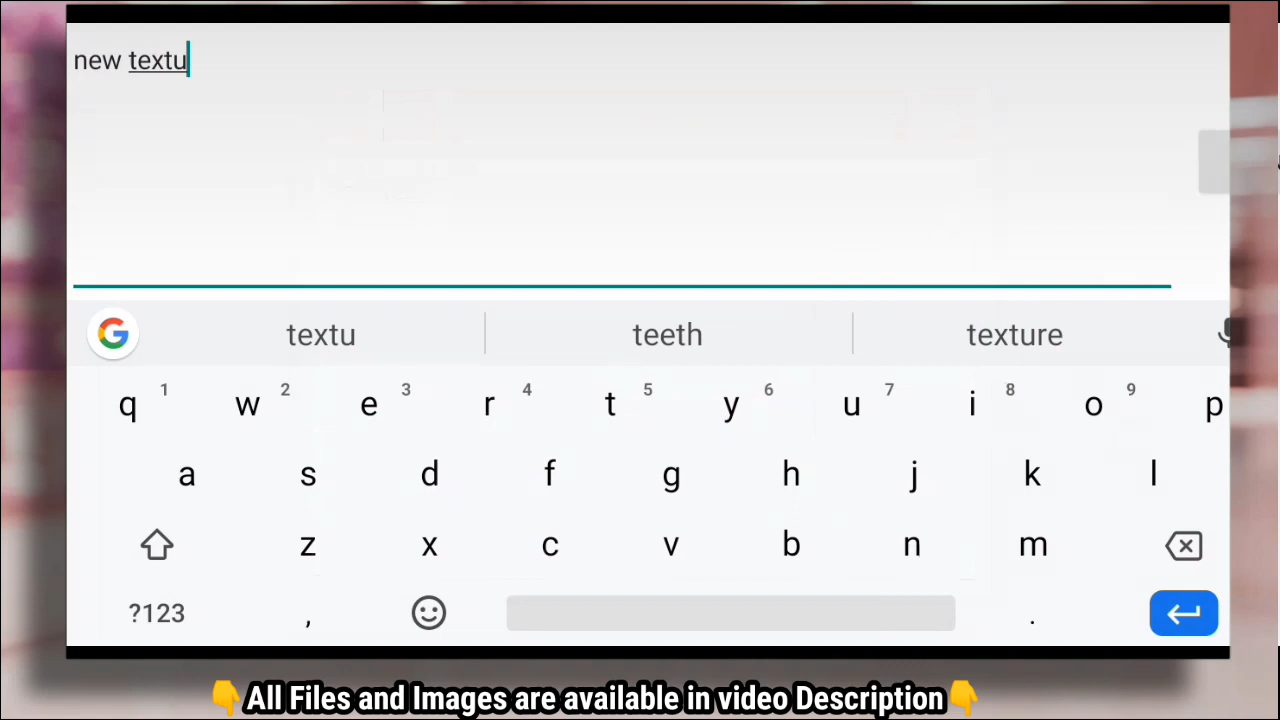 new textu
textu teeth texture
q 1 w 2 e 3 r 4 t 5 y 6 u 7 i 8 o 9 p
a s d f g h j k l
z x c v b n m
?123 , .
👇All Files and Images are available in video Description👇